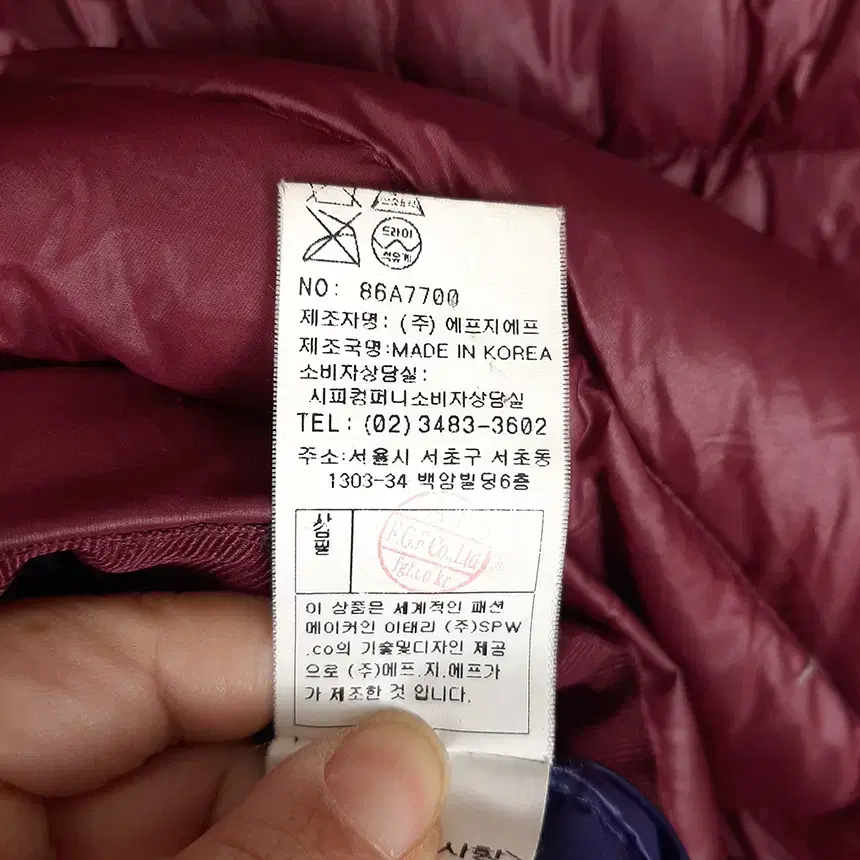 드라이
석유계
NO: 86A7700
제조자명: (주) 에프지에프
제조국명:MADE IN KOREA
소비자상담실:
시피컴퍼니소비자상담실
TEL: (02) 3483-3602
주소:서울시 서초구 서초동
1303-34 백암빌딩6층
F.G.F Co., Ltd
fgf.co.kr
이 상품은 세계적인 패션
메이커인 이태리 (주)SPW
.co의 기술및디자인 제공
으로 (주)에프.지.에프가
가 제조한 것 입니다.